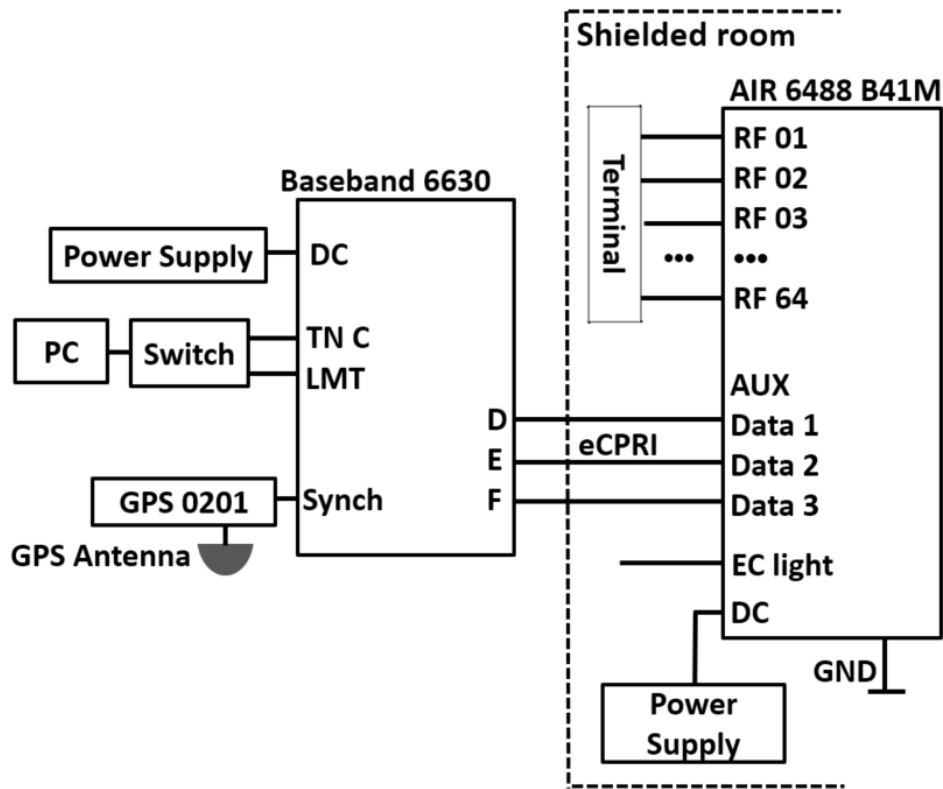 Shielded room
AIR 6488 B41M
Terminal
RF 01
RF 02
RF 03
... ...
RF 64
Baseband 6630
Power Supply
DC
PC
Switch
TN C
LMT
AUX
D
Data 1
eCPRI
E
Data 2
F
Data 3
GPS 0201
Synch
GPS Antenna
EC light
DC
GND
Power
Supply